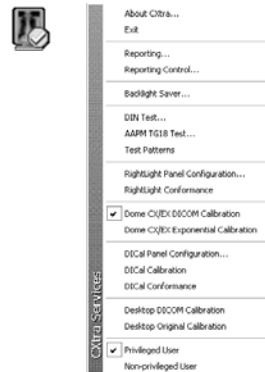 About CXtra...
Exit
Reporting...
Reporting Control...
Backlight Saver...
DIN Test...
AAPM TG18 Test...
Test Patterns
RightLight Panel Configuration...
RightLight Conformance
Dome CX/EX DICOM Calibration
Dome CX/EX Exponential Calibration
DICal Panel Configuration...
DICal Calibration
DICal Conformance
Desktop DICOM Calibration
Desktop Original Calibration
Privileged User
Non-privileged User
CXtra Services